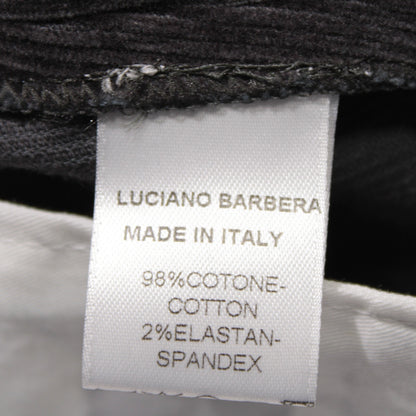 LUCIANO BARBERA
MADE IN ITALY
98%COTONE-
COTTON
2%ELASTAN-
SPANDEX